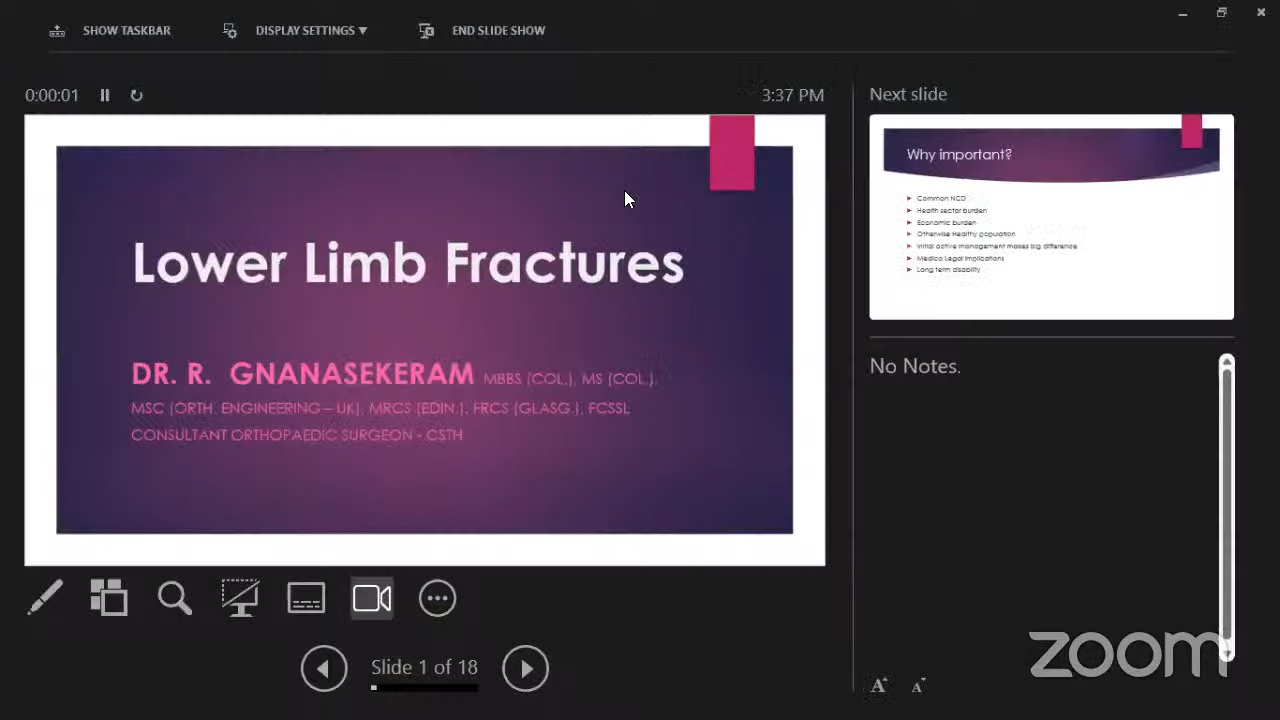 SHOW TASKBAR
DISPLAY SETTINGS
END SLIDE SHOW
0:00:01
3:37 PM
Lower Limb Fractures
DR. R. GNANASEKERAM MBBS (COL.), MS (COL.),
MSC (ORTH. ENGINEERING – UK), MRCS (EDIN.), FRCS (GLASG.), FCSSL
CONSULTANT ORTHOPAEDIC SURGEON - CSTH
Slide 1 of 18
Next slide
Why important?
Common NCD
Health sector burden
Economic burden
Otherwise Healthy population
Initial active management makes big difference
Medico Legal implications
Long term disability
No Notes.
A A
zoom